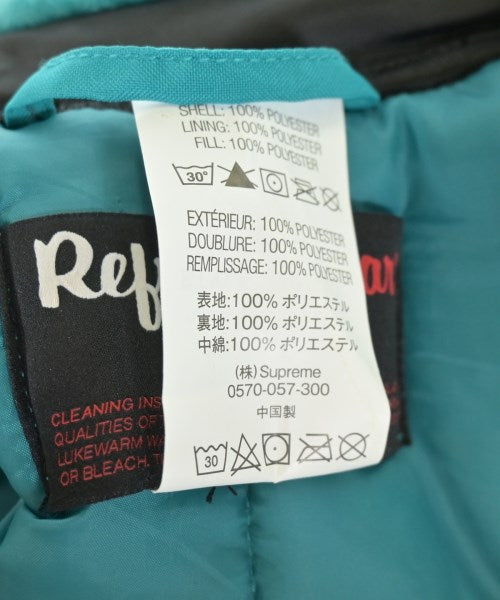 SHELL: 100% POLYESTER
LINING: 100% POLYESTER
FILL: 100% POLYESTER
30°
EXTÉRIEUR: 100% POLYESTER
DOUBLURE: 100% POLYESTER
REMPLISSAGE: 100% POLYESTER
表地:100% ポリエステル
裏地:100% ポリエステル
中綿:100% ポリエステル
(株) Supreme
0570-057-300
中国製
30
Ref
CLEANING INS
QUALITIES OF T
LUKEWARM WA
OR BLEACH. T